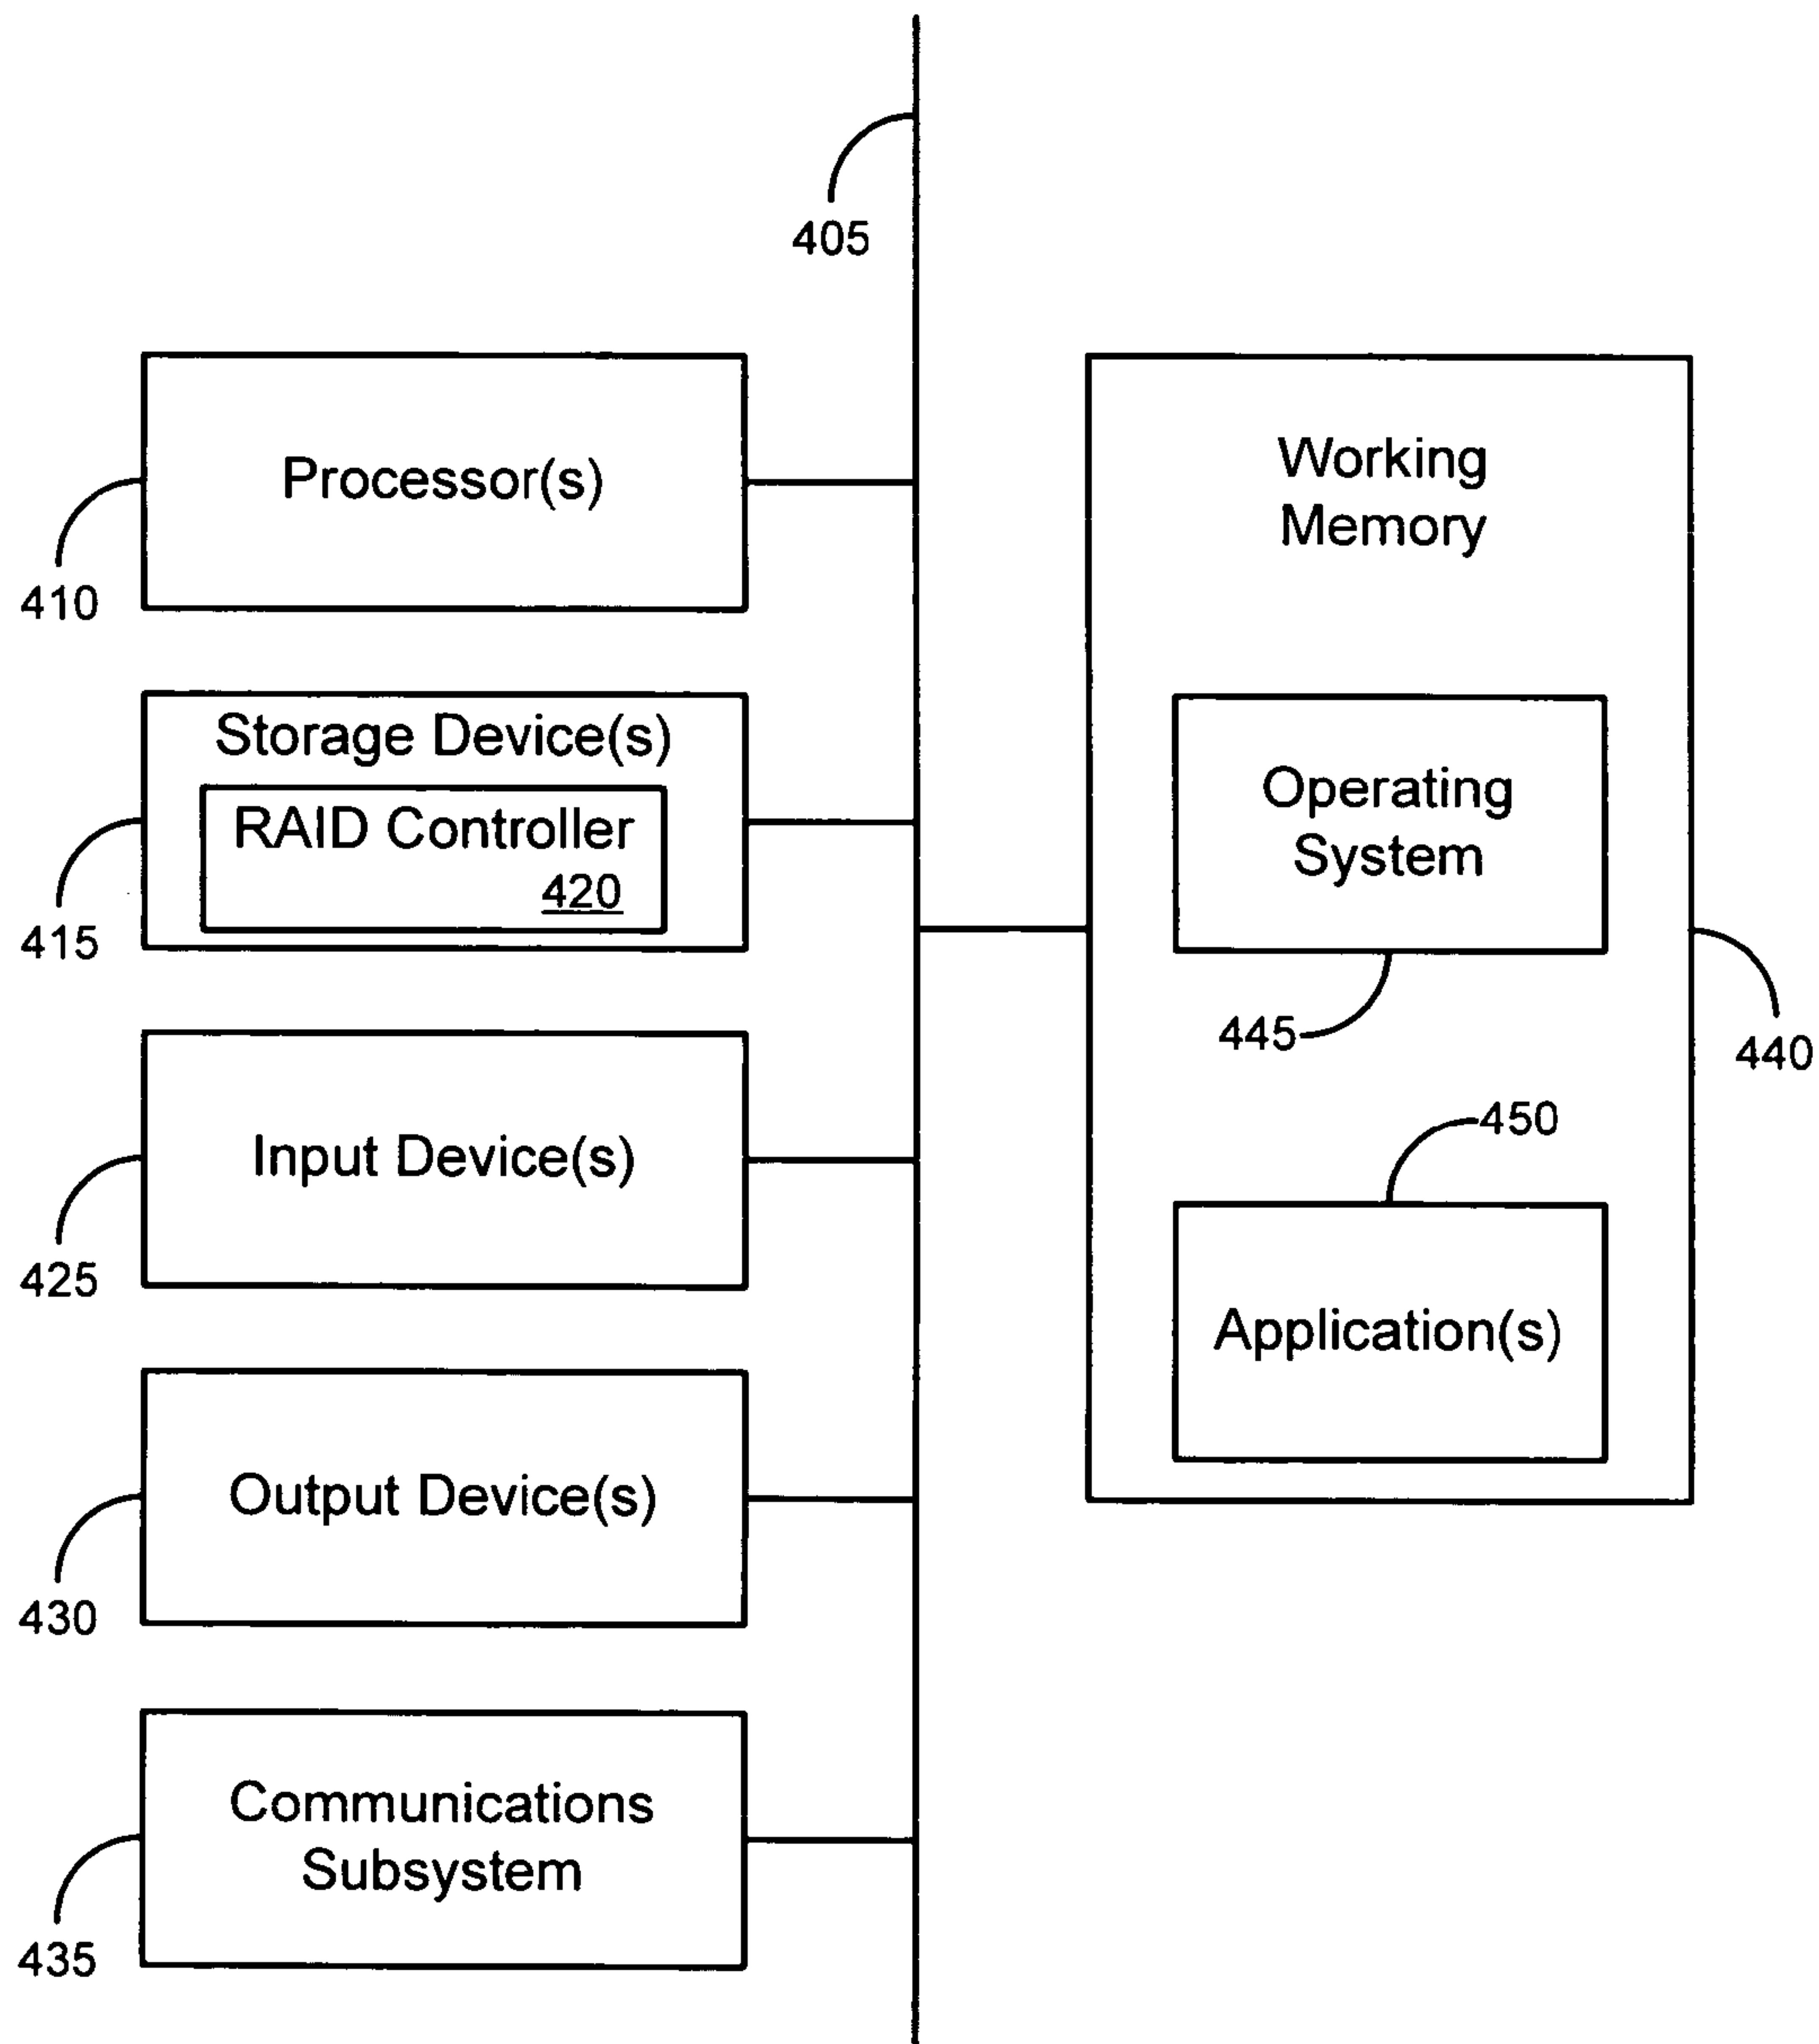 405
Processor(s)
410
Working
Memory
Storage Device(s)
RAID Controller
420
415
Operating
System
445
440
Input Device(s)
425
450
Application(s)
Output Device(s)
430
Communications
Subsystem
435